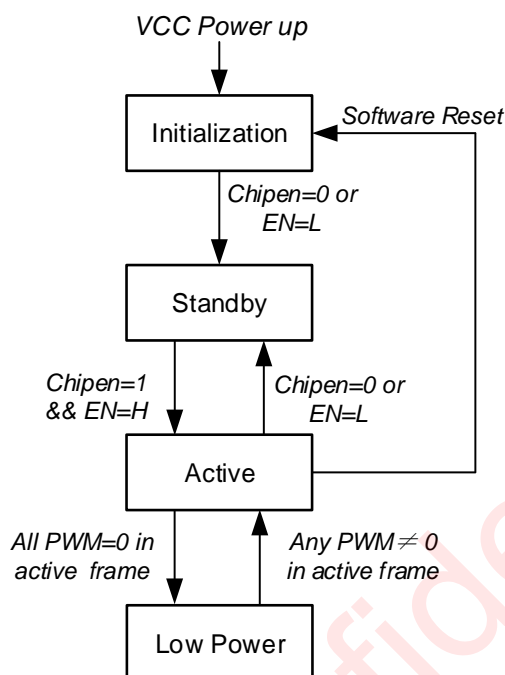 VCC Power up
Initialization
Software Reset
Chipen=0 or
EN=L
Standby
Chipen=1
&& EN=H
Chipen=0 or
EN=L
Active
All PWM=0 in
active frame
Any PWM≠0
in active frame
Low Power
fide